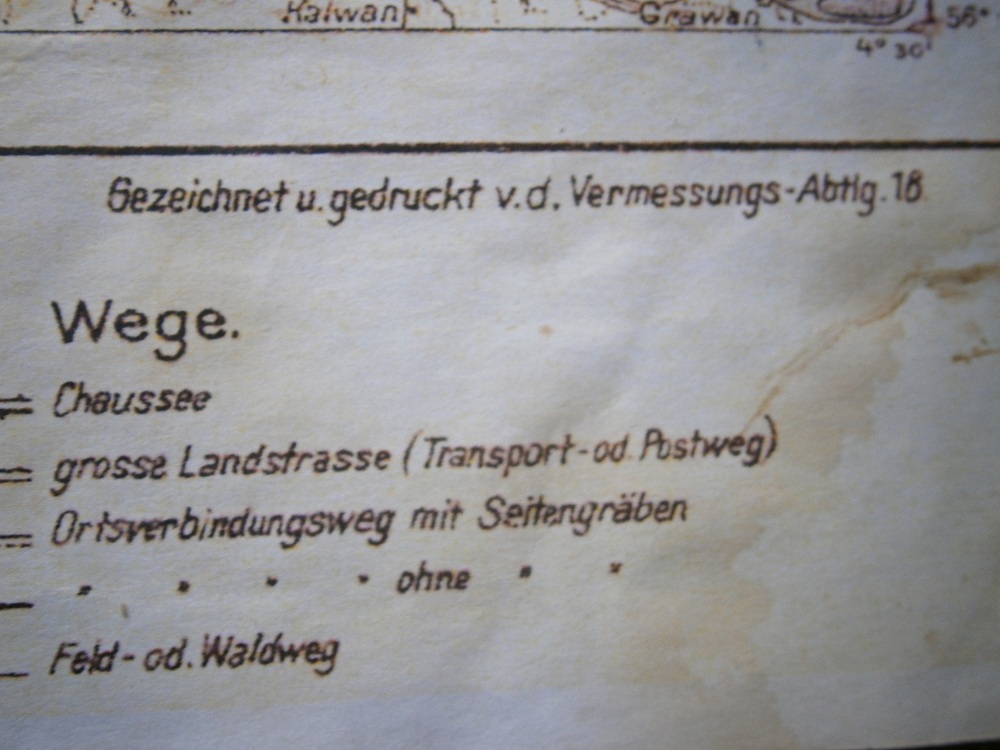 Kalwan Grawan 56°
4° 30'
Gezeichnet u. gedruckt v. d. Vermessungs-Abtlg. 18.
Wege.
Chaussee
grosse Landstrasse (Transport- od. Postweg)
Ortsverbindungsweg mit Seitengräben
" " " " ohne " "
Feld- od. Waldweg